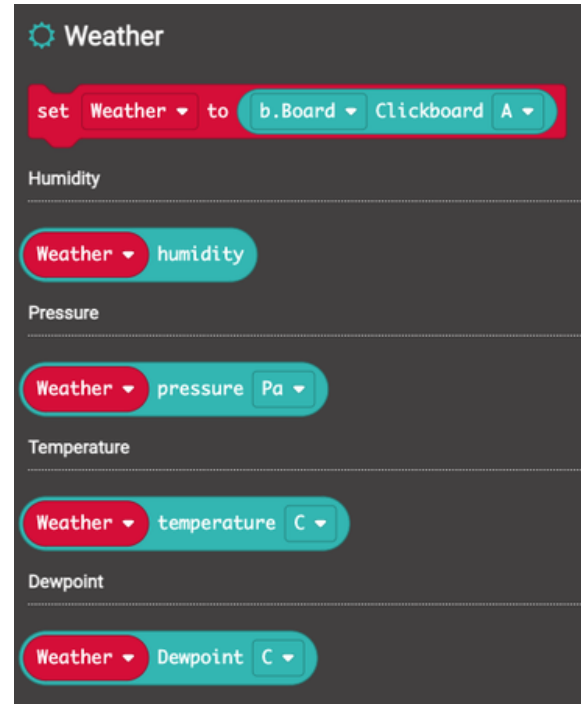 Weather
set Weather to b.Board Clickboard A
Humidity
Weather humidity
Pressure
Weather pressure Pa
Temperature
Weather temperature C
Dewpoint
Weather Dewpoint C